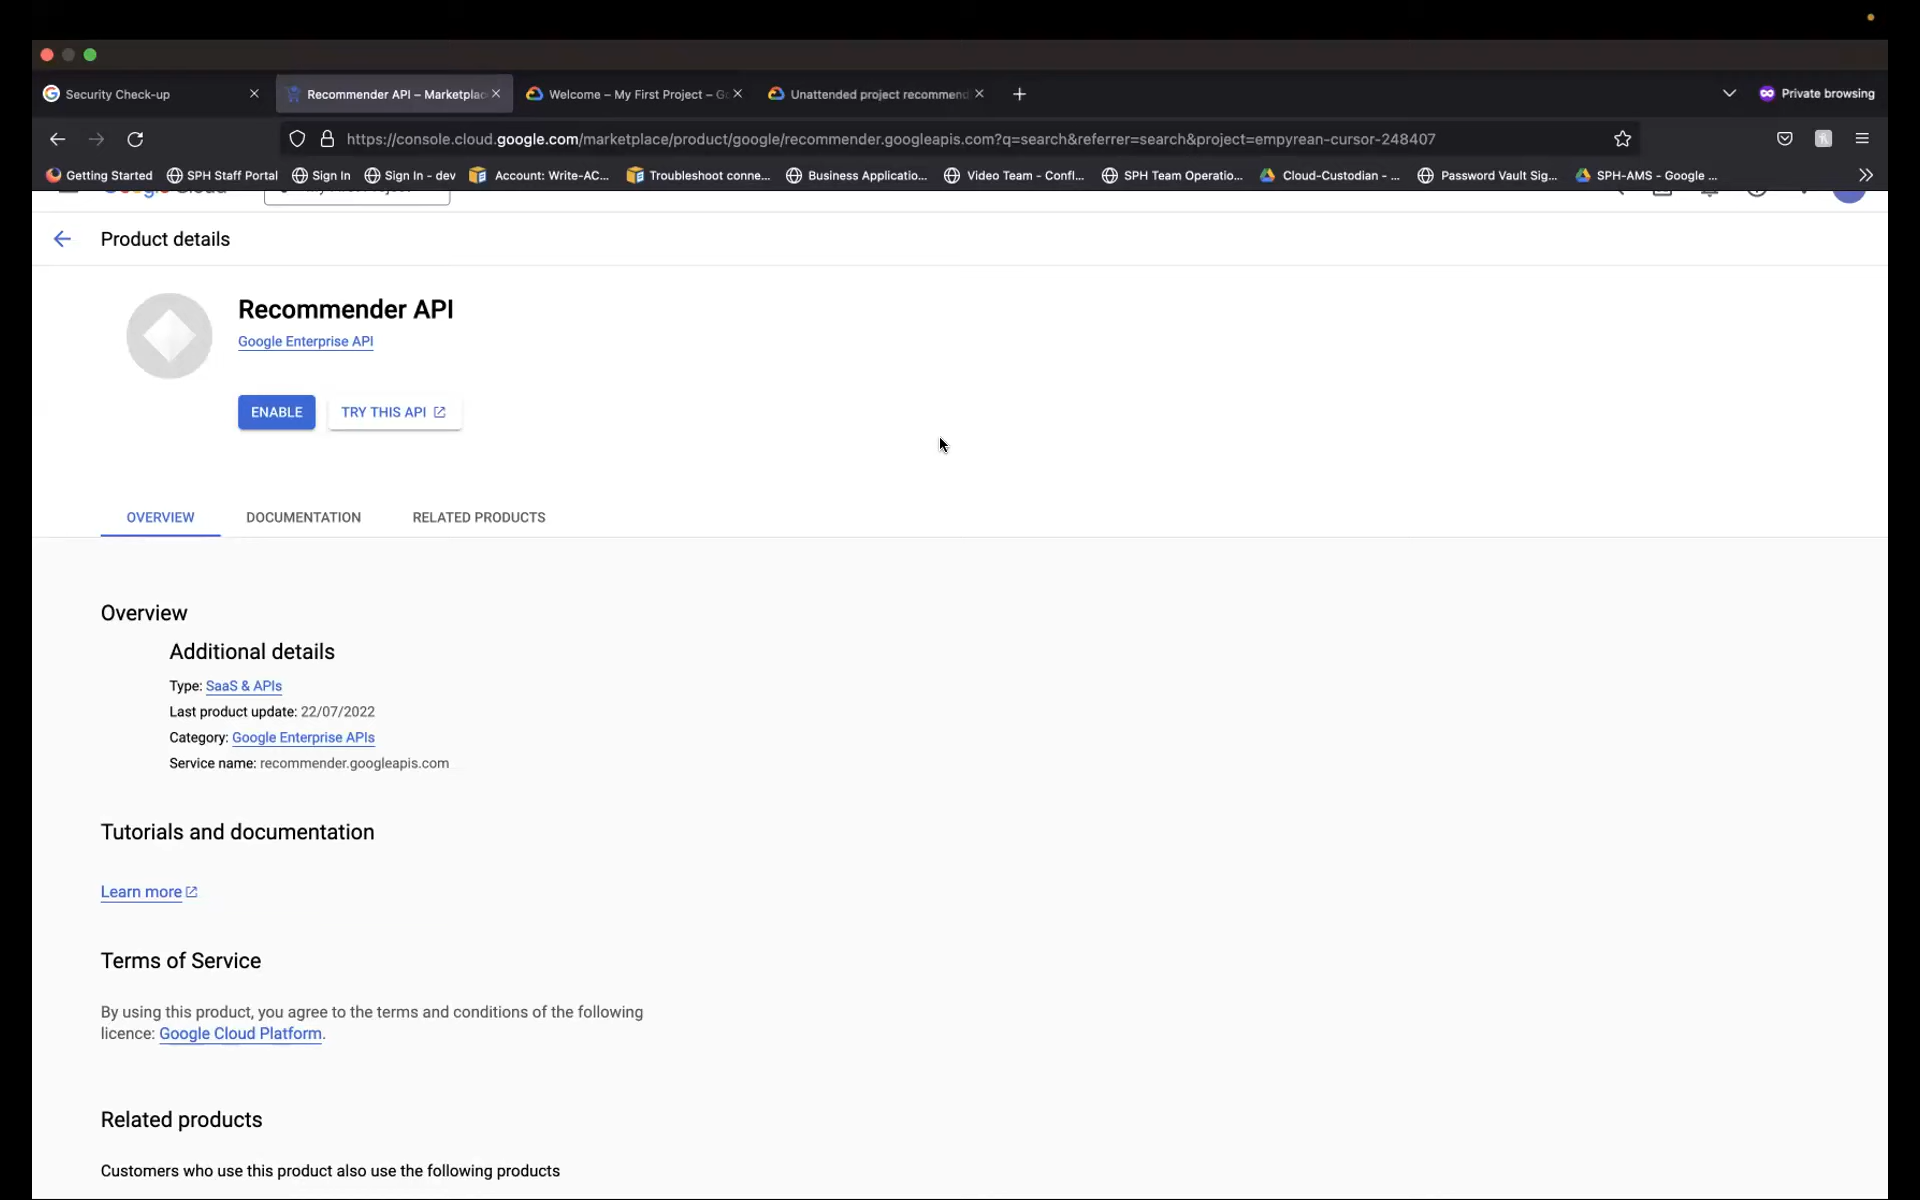 Security Check-up
Recommender API – Marketplac
Welcome – My First Project – G
Unattended project recommend
Private browsing
https://console.cloud.google.com/marketplace/product/google/recommender.googleapis.com?q=search&referrer=search&project=empyrean-cursor-248407
Getting Started
SPH Staff Portal
Sign In
Sign In - dev
Account: Write-AC...
Troubleshoot conne...
Business Applicatio...
Video Team - Confl...
SPH Team Operatio...
Cloud-Custodian - ...
Password Vault Sig...
SPH-AMS - Google ...
Product details
Recommender API
Google Enterprise API
ENABLE
TRY THIS API
OVERVIEW
DOCUMENTATION
RELATED PRODUCTS
Overview
Additional details
Type: SaaS & APIs
Last product update: 22/07/2022
Category: Google Enterprise APIs
Service name: recommender.googleapis.com
Tutorials and documentation
Learn more
Terms of Service
By using this product, you agree to the terms and conditions of the following
licence: Google Cloud Platform.
Related products
Customers who use this product also use the following products